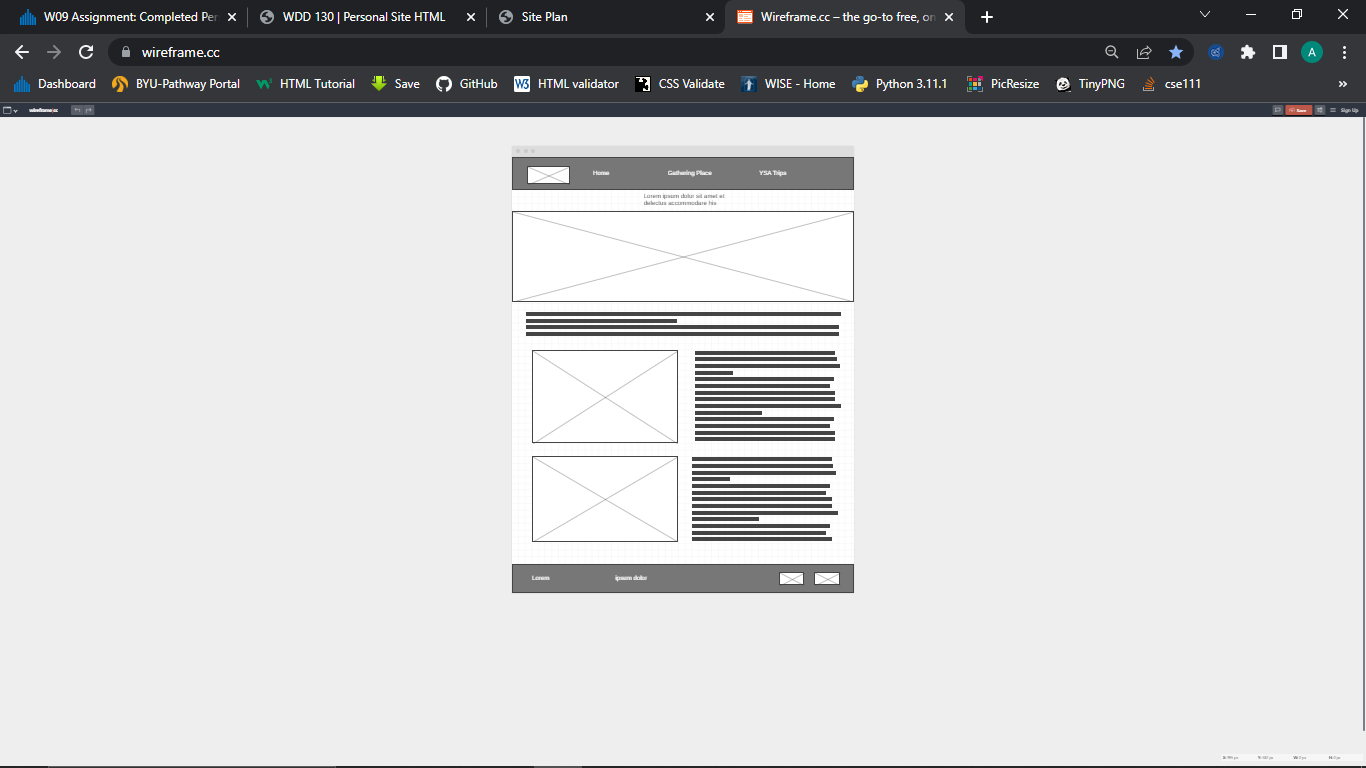 W09 Assignment: Completed Per
WDD 130 | Personal Site HTML
Site Plan
Wireframe.cc – the go-to free, on
wireframe.cc
A
Dashboard
BYU-Pathway Portal
HTML Tutorial
Save
GitHub
HTML validator
CSS Validate
WISE - Home
Python 3.11.1
PicResize
TinyPNG
cse111
»
wireframe.cc
Save
Sign Up
Home
Gathering Place
YSA Trips
Lorem ipsum dolor sit amet et
delectus accommodare his
Lorem
ipsum dolor